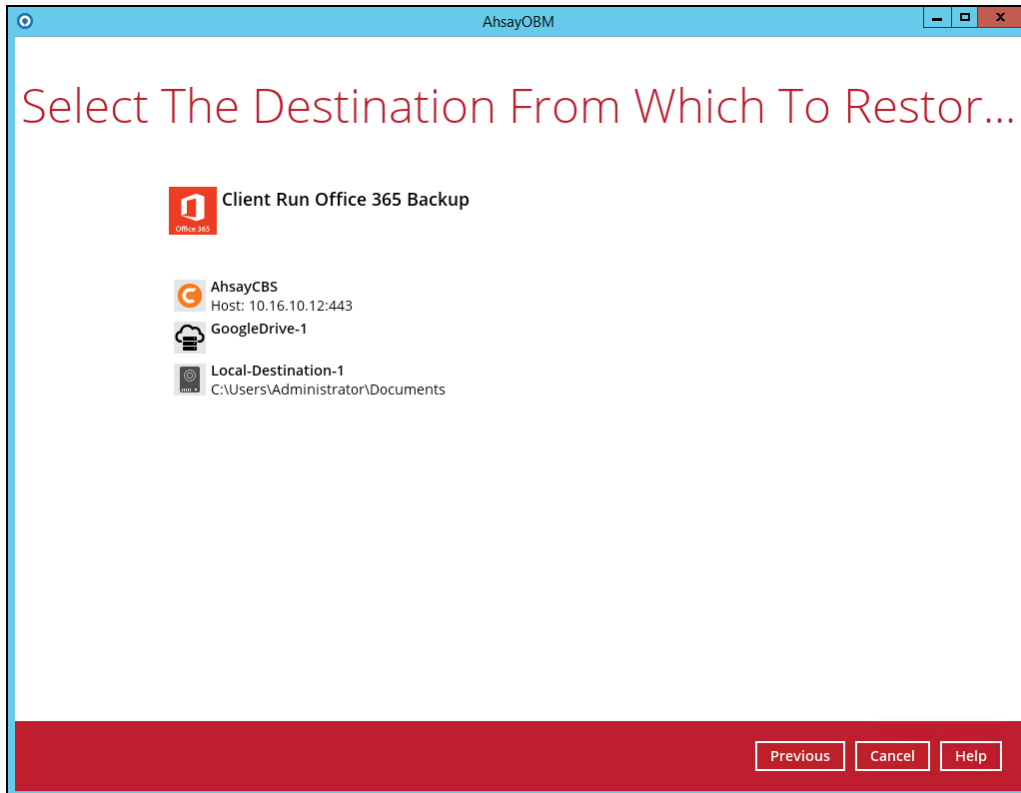 AhsayOBM
Select The Destination From Which To Restor...
Client Run Office 365 Backup
Office 365
AhsayCBS
Host: 10.16.10.12:443
GoogleDrive-1
Local-Destination-1
C:\Users\Administrator\Documents
Previous
Cancel
Help